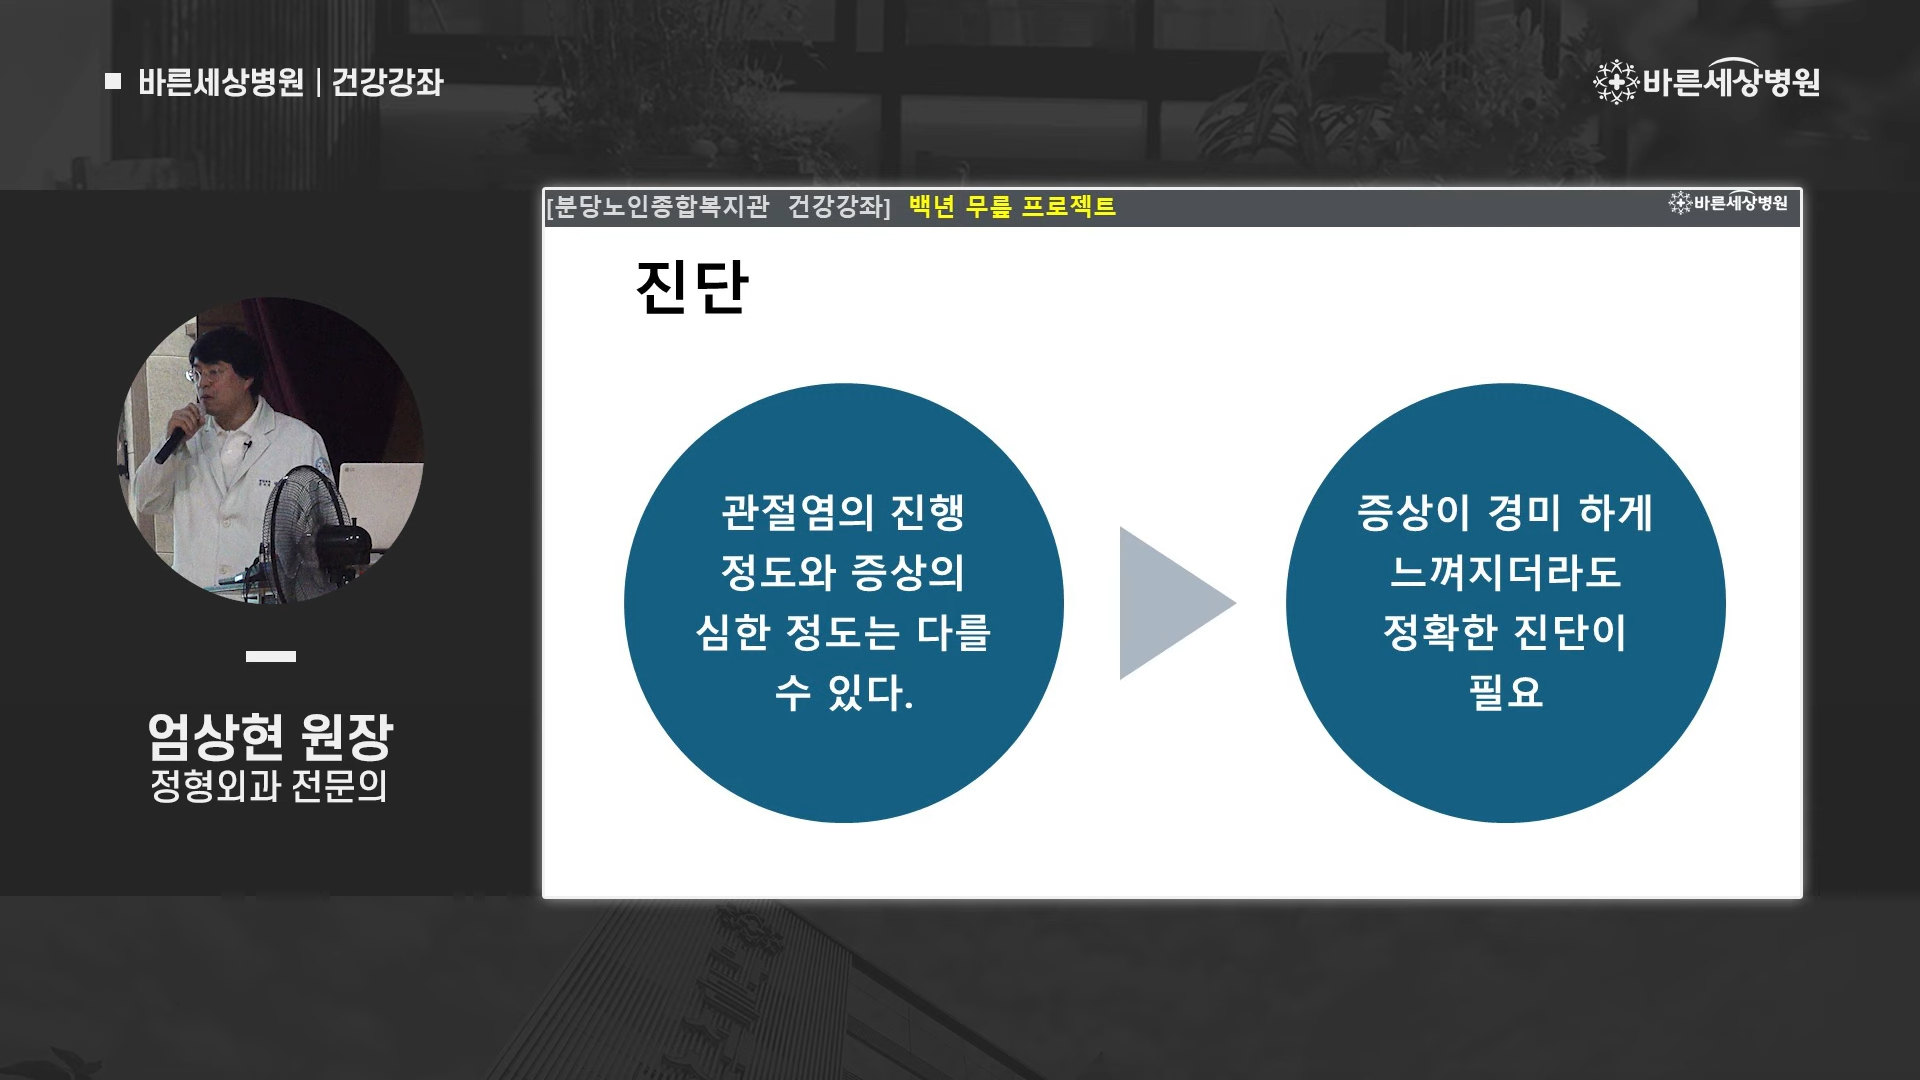 바른세상병원 | 건강강좌
바른세상병원
[분당노인종합복지관 건강강좌] 백년 무릎 프로젝트
바른세상병원
진단
관절염의 진행
정도와 증상의
심한 정도는 다를
수 있다.
증상이 경미 하게
느껴지더라도
정확한 진단이
필요
엄상현 원장
정형외과 전문의